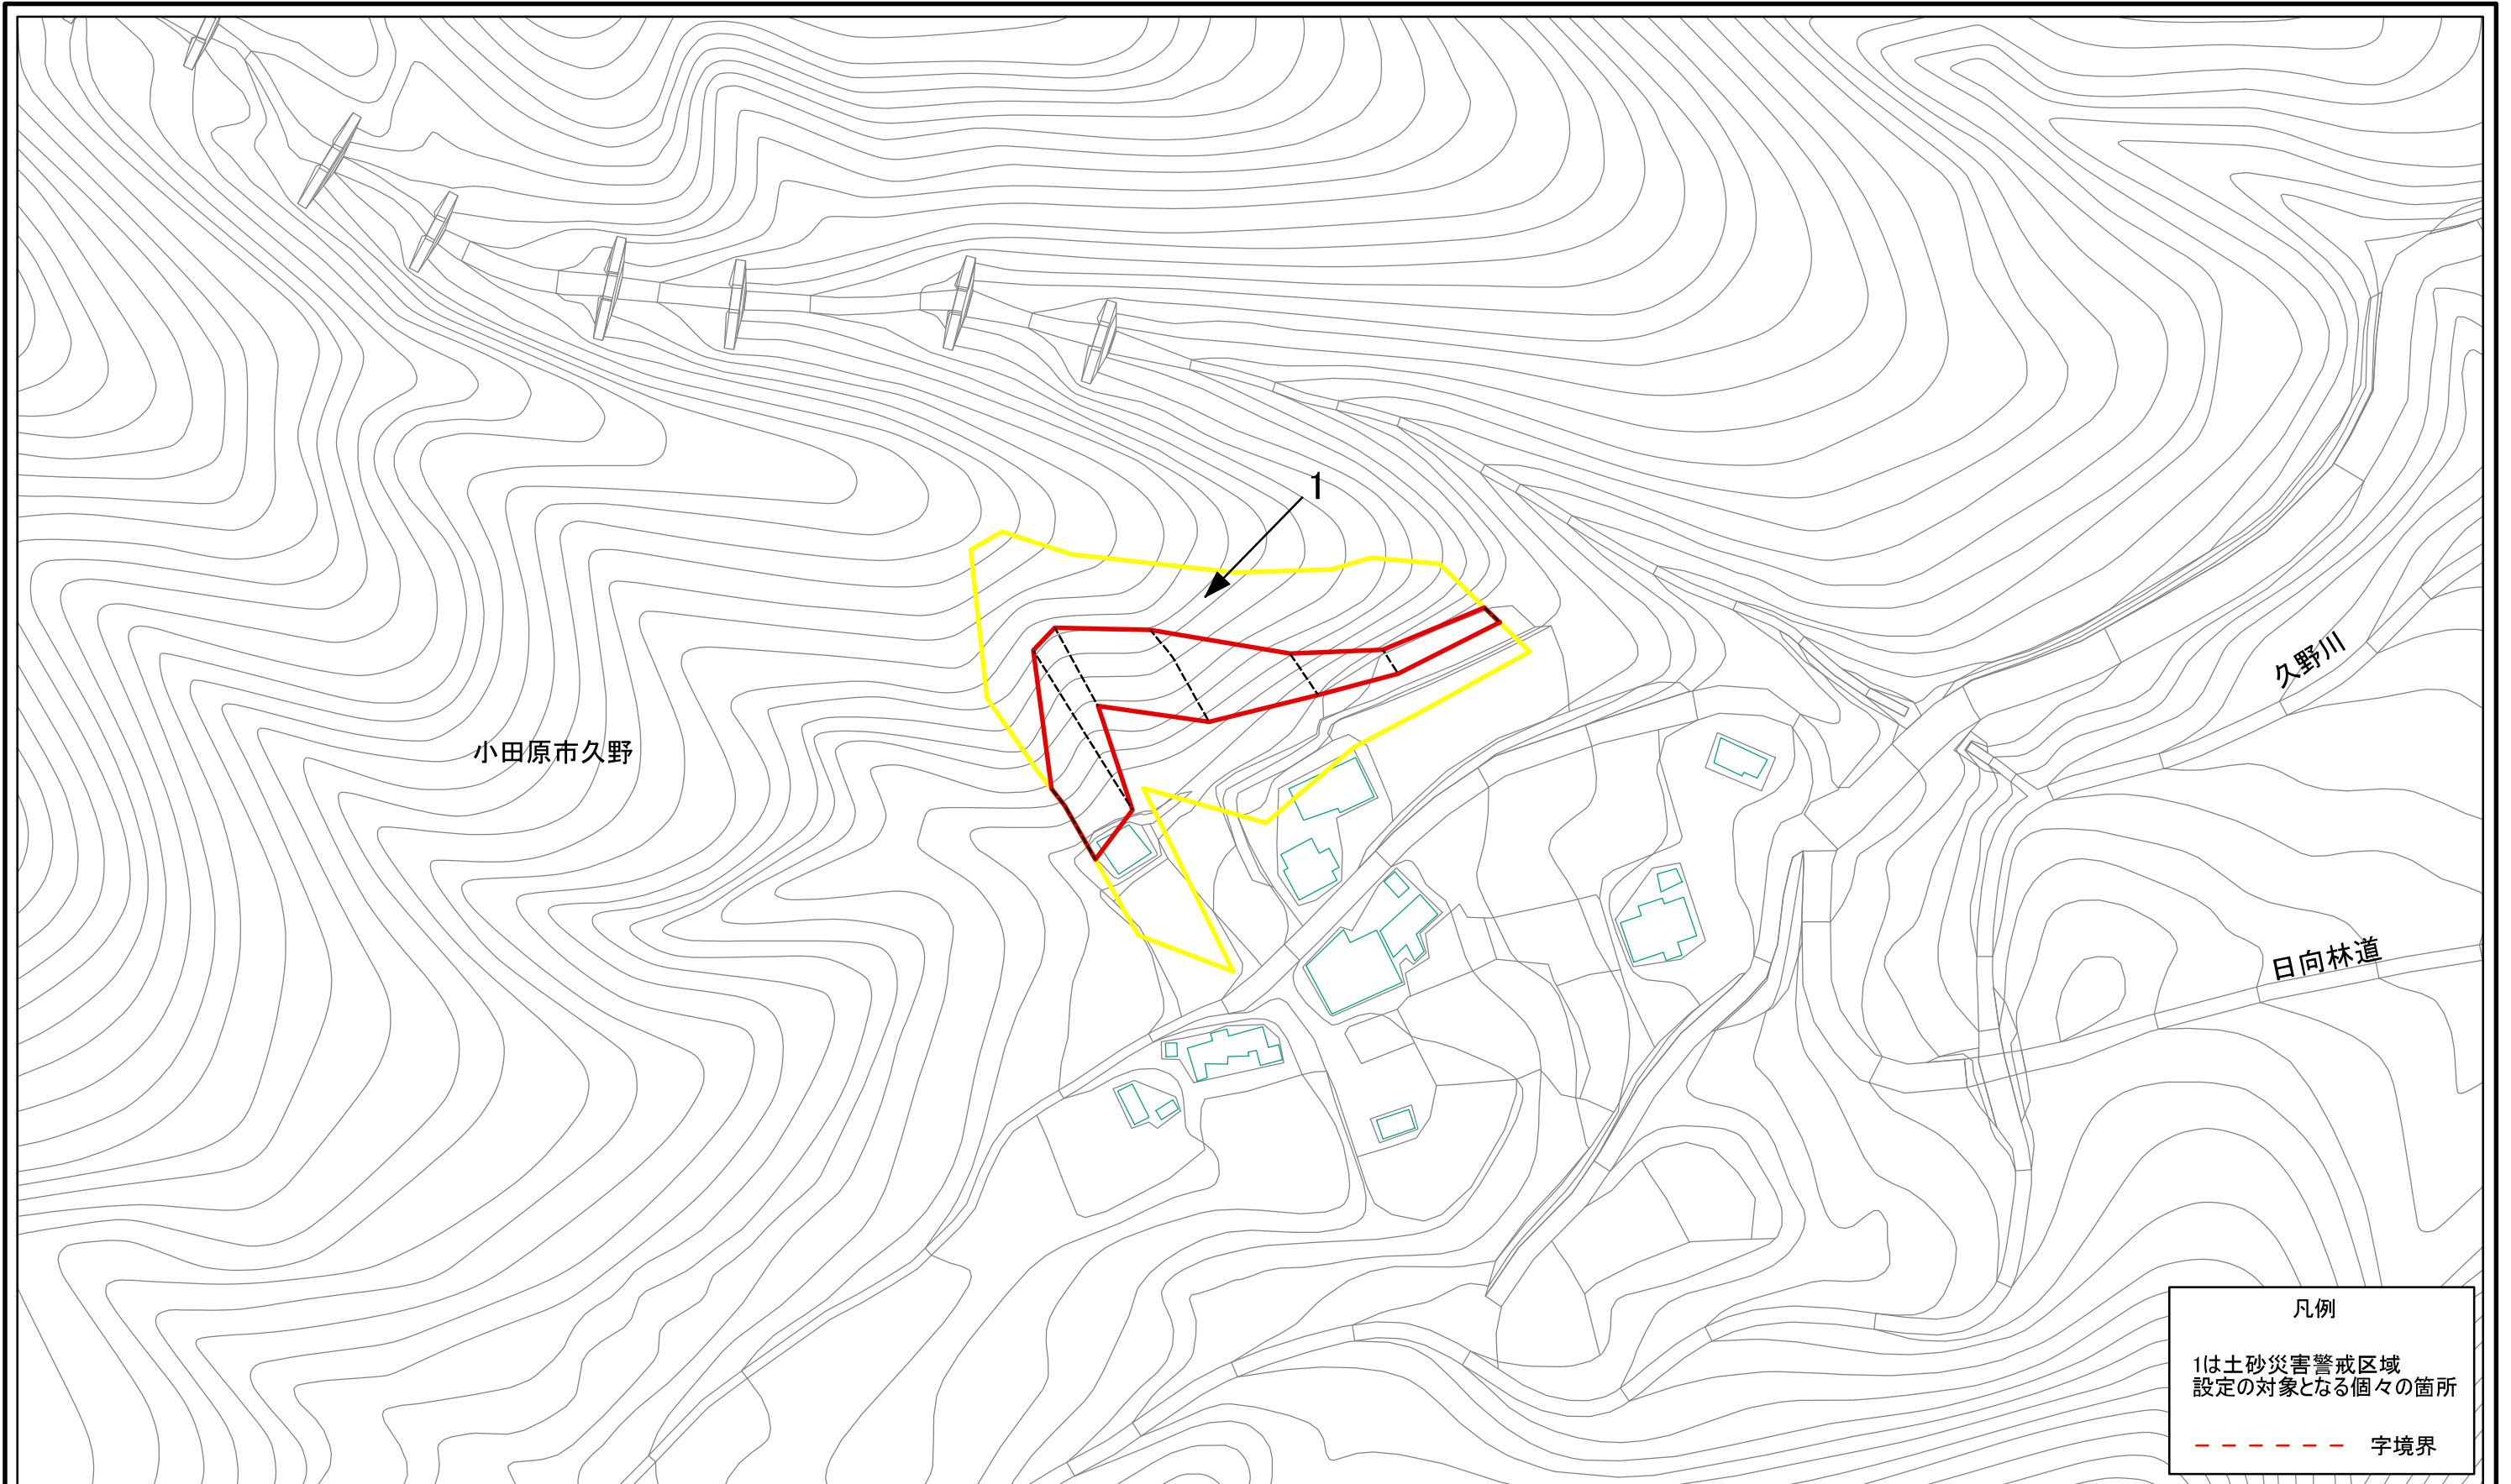 1
久野川
小田原市久野
日向林道
凡例
1は土砂災害警戒区域
設定の対象となる個々の箇所
字境界